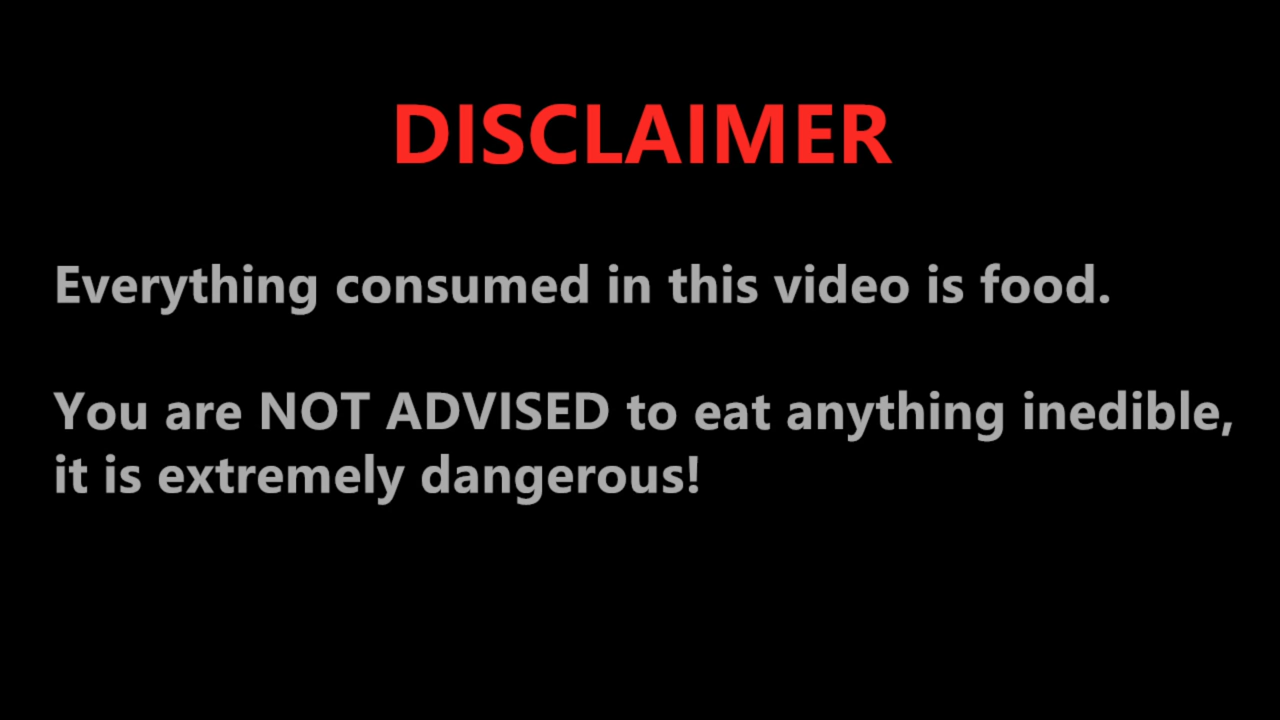 DISCLAIMER
Everything consumed in this video is food.
You are NOT ADVISED to eat anything inedible,
it is extremely dangerous!